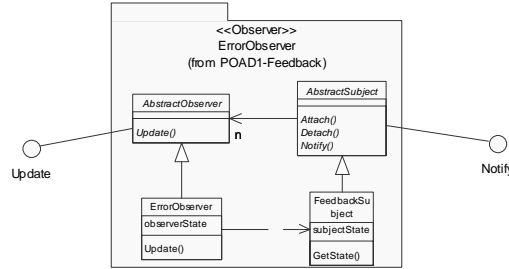 <<Observer>>
ErrorObserver
(from POAD1-Feedback)
AbstractObserver
Update()
AbstractSubject
Attach()
Detach()
Notify()
n
Update
Notify
ErrorObserver
observerState
Update()
FeedbackSu
bject
subjectState
GetState()